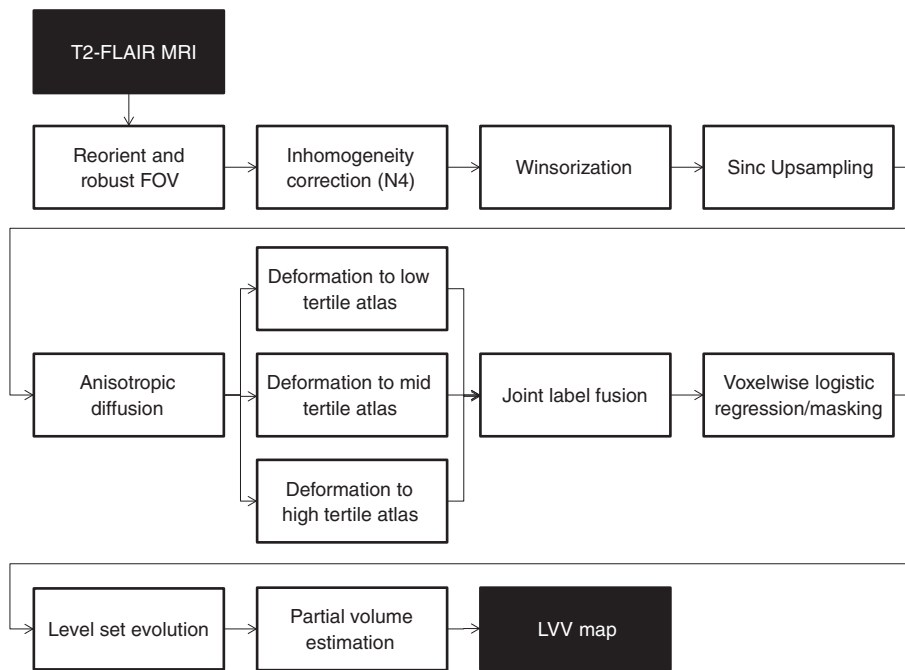 T2-FLAIR MRI
Reorient and
robust FOV
Inhomogeneity
correction (N4)
Winsorization
Sinc Upsampling
Anisotropic
diffusion
Deformation to low
tertile atlas
Deformation to mid
tertile atlas
Deformation to
high tertile atlas
Joint label fusion
Voxelwise logistic
regression/masking
Level set evolution
Partial volume
estimation
LVV map